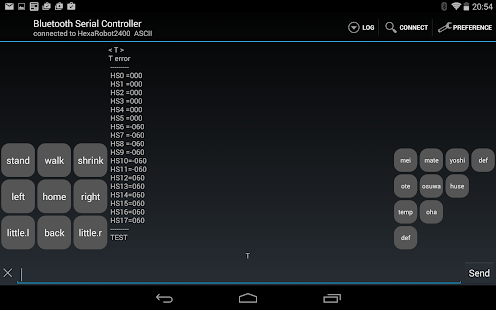 20:54
Bluetooth Serial Controller
connected to HexaRobot2400 ASCII
LOG
CONNECT
PREFERENCE
< T >
T error
--------
HS0 =000
HS1 =000
HS2 =000
HS3 =000
HS4 =000
HS5 =000
HS6 =-060
HS7 =-060
HS8 =-060
HS9 =-060
HS10=-060
HS11=-060
HS12=060
HS13=060
HS14=060
HS15=060
HS16=060
HS17=060
--------
TEST
T
stand walk shrink
left home right
little.l back little.r
mei mate yoshi def
ote osuwa huse
temp oha
def
Send